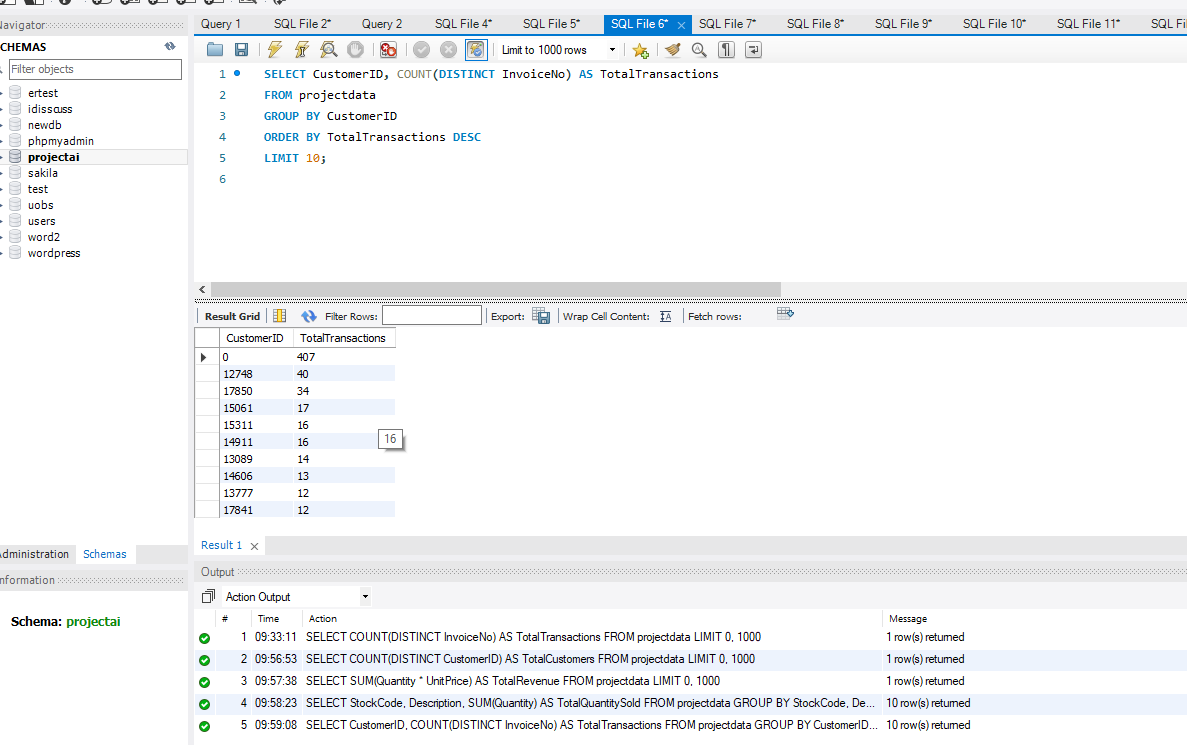 Navigator
Query 1 SQL File 2* Query 2 SQL File 4* SQL File 5* SQL File 6* SQL File 7* SQL File 8* SQL File 9* SQL File 10* SQL File 11* SQL Fi
CHEMAS
Filter objects
ertest
idisscuss
newdb
phpmyadmin
projectai
sakila
test
uobs
users
word2
wordpress
Administration Schemas
Information
Schema: projectai
Limit to 1000 rows
1 SELECT CustomerID, COUNT(DISTINCT InvoiceNo) AS TotalTransactions
2 FROM projectdata
3 GROUP BY CustomerID
4 ORDER BY TotalTransactions DESC
5 LIMIT 10;
6
Result Grid Filter Rows: Export: Wrap Cell Content: IA Fetch rows:
CustomerID TotalTransactions
0 407
12748 40
17850 34
15061 17
15311 16
14911 16
16
13089 14
14606 13
13777 12
17841 12
Result 1
Output
Action Output
# Time Action Message
1 09:33:11 SELECT COUNT(DISTINCT InvoiceNo) AS TotalTransactions FROM projectdata LIMIT 0, 1000 1 row(s) returned
2 09:56:53 SELECT COUNT(DISTINCT CustomerID) AS TotalCustomers FROM projectdata LIMIT 0, 1000 1 row(s) returned
3 09:57:38 SELECT SUM(Quantity * UnitPrice) AS TotalRevenue FROM projectdata LIMIT 0, 1000 1 row(s) returned
4 09:58:23 SELECT StockCode, Description, SUM(Quantity) AS TotalQuantitySold FROM projectdata GROUP BY StockCode, De... 10 row(s) returned
5 09:59:08 SELECT CustomerID, COUNT(DISTINCT InvoiceNo) AS TotalTransactions FROM projectdata GROUP BY CustomerID... 10 row(s) returned